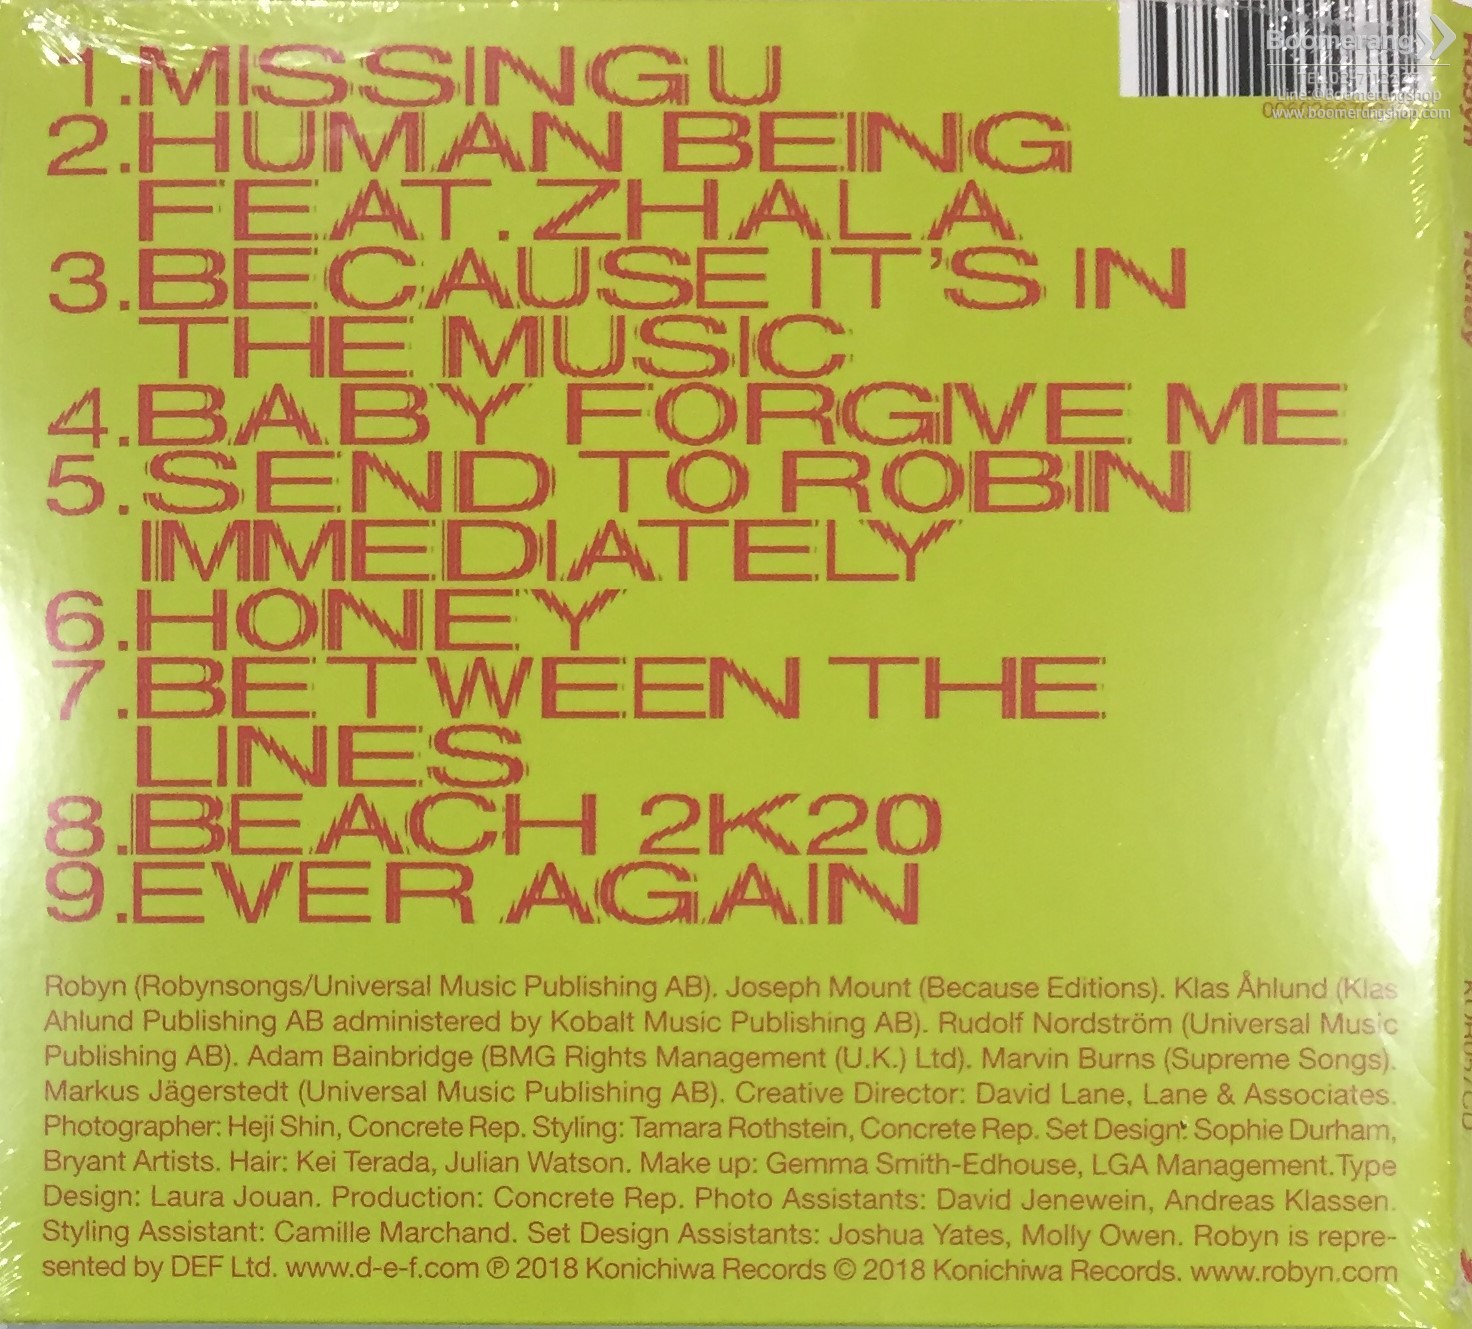 1. MISSING U
2. HUMAN BEING
FEAT. ZHALA
3. BECAUSE IT'S IN
THE MUSIC
4. BABY FORGIVE ME
5. SEND TO ROBIN
IMMEDIATELY
6. HONEY
7. BETWEEN THE
LINES
8. BEACH 2K20
9. EVER AGAIN
Robyn (Robynsongs/Universal Music Publishing AB). Joseph Mount (Because Editions). Klas Åhlund (Klas
Ahlund Publishing AB administered by Kobalt Music Publishing AB). Rudolf Nordström (Universal Music
Publishing AB). Adam Bainbridge (BMG Rights Management (U.K.) Ltd). Marvin Burns (Supreme Songs).
Markus Jägerstedt (Universal Music Publishing AB). Creative Director: David Lane, Lane & Associates.
Photographer: Heji Shin, Concrete Rep. Styling: Tamara Rothstein, Concrete Rep. Set Design: Sophie Durham,
Bryant Artists. Hair: Kei Terada, Julian Watson. Make up: Gemma Smith-Edhouse, LGA Management. Type
Design: Laura Jouan. Production: Concrete Rep. Photo Assistants: David Jenewein, Andreas Klassen.
Styling Assistant: Camille Marchand. Set Design Assistants: Joshua Yates, Molly Owen. Robyn is repre-
sented by DEF Ltd. www.d-e-f.com ℗ 2018 Konichiwa Records © 2018 Konichiwa Records. www.robyn.com
Boomerang
Line:@boomerangshop
www.boomerangshop.com
Robyn
Honey